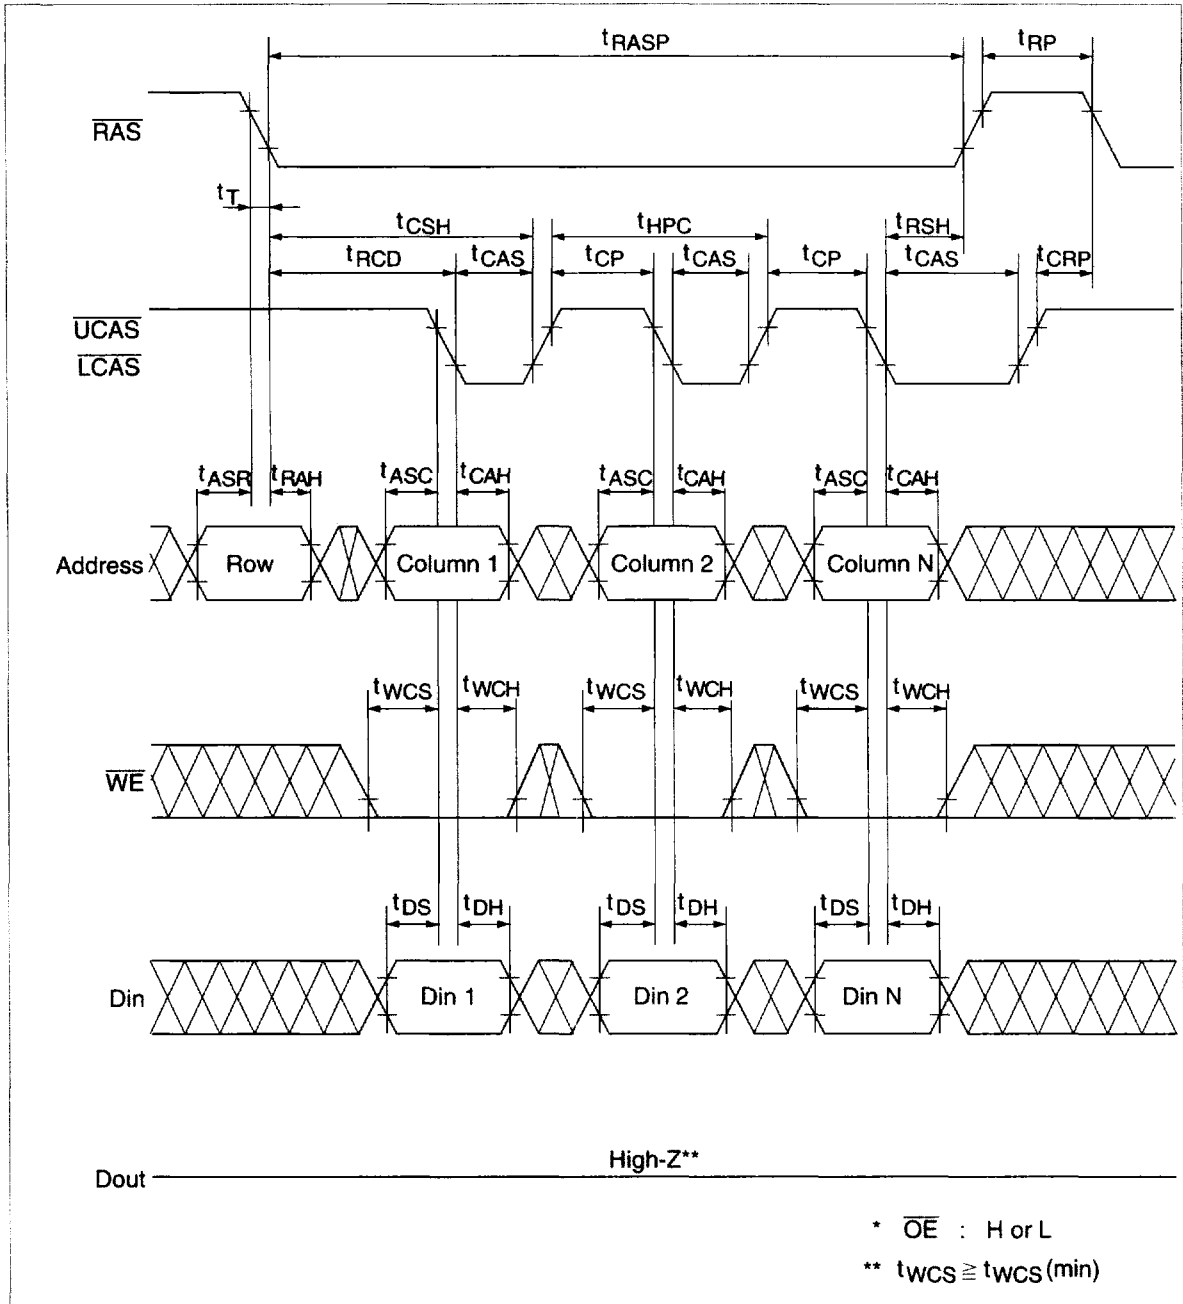 tRASP tRP
RAS
tT
tCSH tHPC tRSH
tRCD tCAS tCP tCAS tCP tCAS tCRP
UCAS
LCAS
tASR tRAH tASC tCAH tASC tCAH tASC tCAH
Address Row Column 1 Column 2 Column N
tWCS tWCH tWCS tWCH tWCS tWCH
WE
tDS tDH tDS tDH tDS tDH
Din Din 1 Din 2 Din N
High-Z**
Dout
* OE : H or L
** tWCS ≧ tWCS (min)